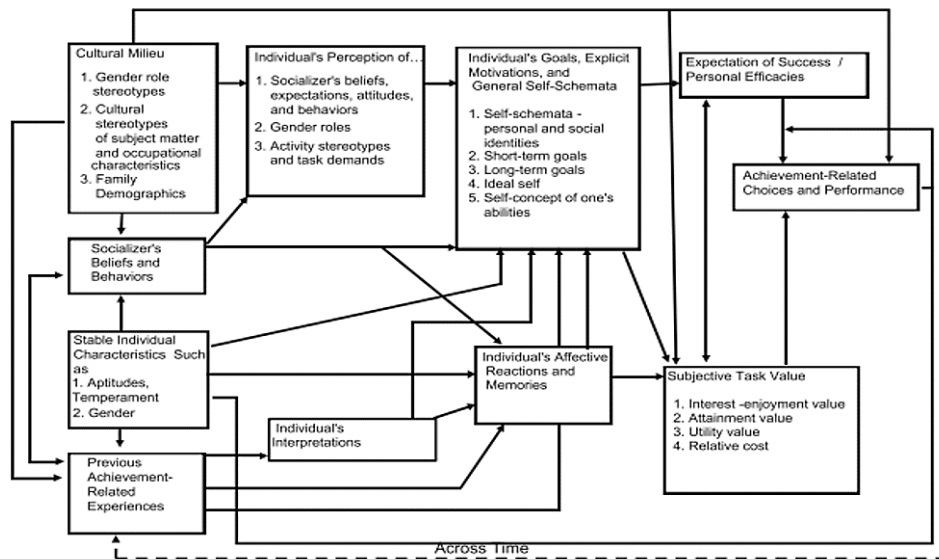 Cultural Milieu
1. Gender role
stereotypes
2. Cultural
stereotypes
of subject matter
and occupational
characteristics
3. Family
Demographics
Individual's Perception of...
1. Socializer's beliefs,
expectations, attitudes,
and behaviors
2. Gender roles
3. Activity stereotypes
and task demands
Individual's Goals, Explicit
Motivations, and
General Self-Schemata
1. Self-schemata -
personal and social
identities
2. Short-term goals
3. Long-term goals
4. Ideal self
5. Self-concept of one's
abilities
Expectation of Success /
Personal Efficacies
Achievement-Related
Choices and Performance
Socializer's
Beliefs and
Behaviors
Stable Individual
Characteristics Such
as
1. Aptitudes,
Temperament
2. Gender
Individual's
Interpretations
Individual's Affective
Reactions and
Memories
Subjective Task Value
1. Interest -enjoyment value
2. Attainment value
3. Utility value
4. Relative cost
Previous
Achievement-
Related
Experiences
Across Time